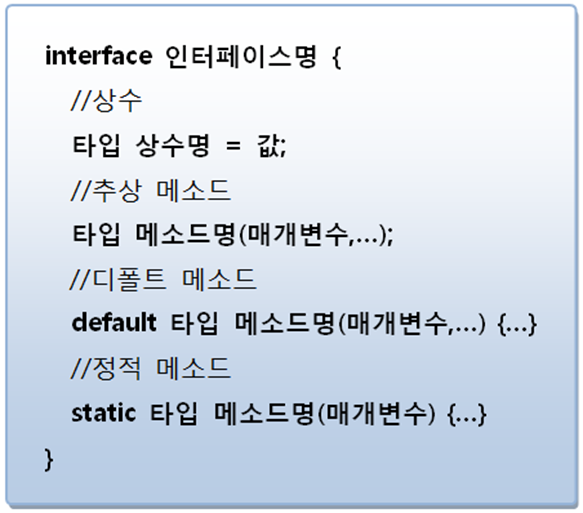 interface 인터페이스명 {
//상수
타입 상수명 = 값;
//추상 메소드
타입 메소드명(매개변수,...);
//디폴트 메소드
default 타입 메소드명(매개변수,...) {...}
//정적 메소드
static 타입 메소드명(매개변수) {...}
}